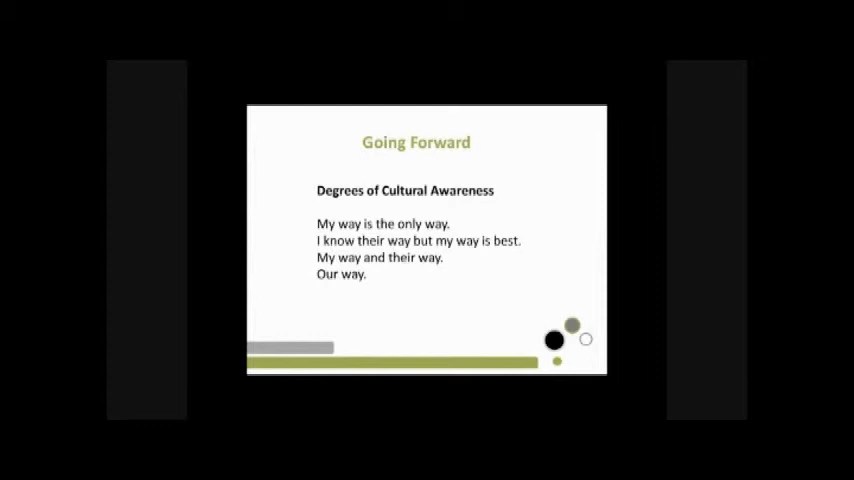 Going Forward
Degrees of Cultural Awareness
My way is the only way.
I know their way but my way is best.
My way and their way.
Our way.